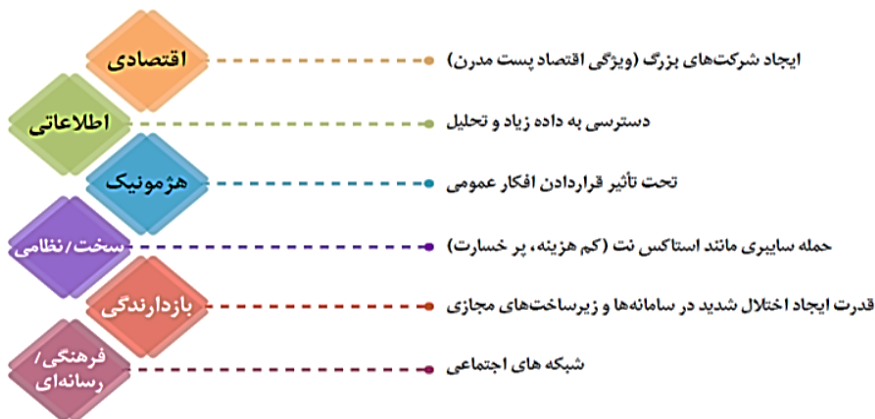 اقتصادی
ایجاد شرکت‌های بزرگ (ویژگی اقتصاد پست مدرن)
اطلاعاتی
دسترسی به داده زیاد و تحلیل
هژمونیک
تحت تأثیر قراردادن افکار عمومی
سخت/نظامی
حمله سایبری مانند استاکس نت (کم هزینه، پر خسارت)
بازدارندگی
قدرت ایجاد اختلال شدید در سامانه‌ها و زیرساخت‌های مجازی
فرهنگی/
رسانه‌ای
شبکه های اجتماعی